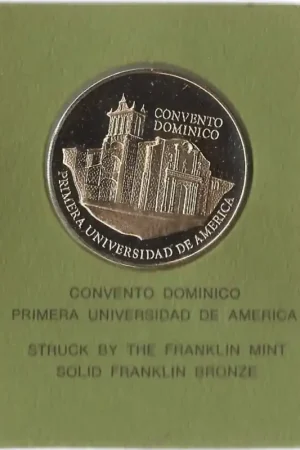 CONVENTO
DOMINICO
PRIMERA UNIVERSIDAD DE AMERICA
CONVENTO DOMINICO
PRIMERA UNIVERSIDAD DE AMERICA
STRUCK BY THE FRANKLIN MINT
SOLID FRANKLIN BRONZE